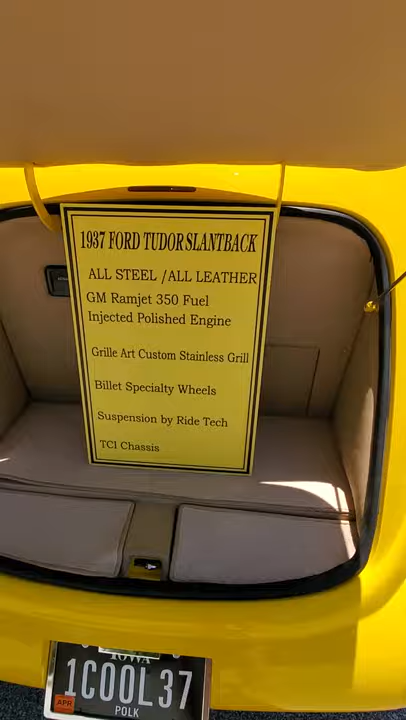 1937 FORD TUDOR SLANTBACK
ALL STEEL /ALL LEATHER
GM Ramjet 350 Fuel
Injected Polished Engine
Grille Art Custom Stainless Grill
Billet Specialty Wheels
Suspension by Ride Tech
TCI Chassis
IOWA
1COOL37
APR
POLK